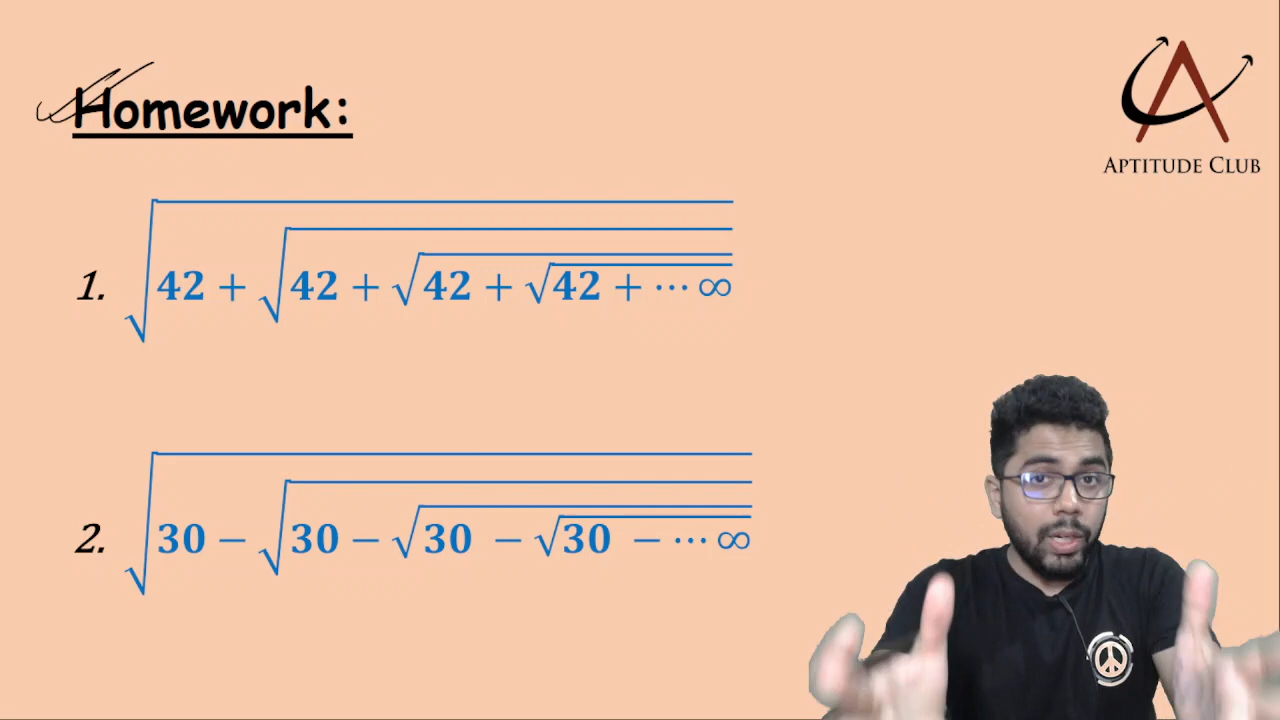 Homework:
APTITUDE CLUB
1. √42 + √42 + √42 + √42 + ⋯ ∞
2. √30 − √30 − √30 − √30 − ⋯ ∞